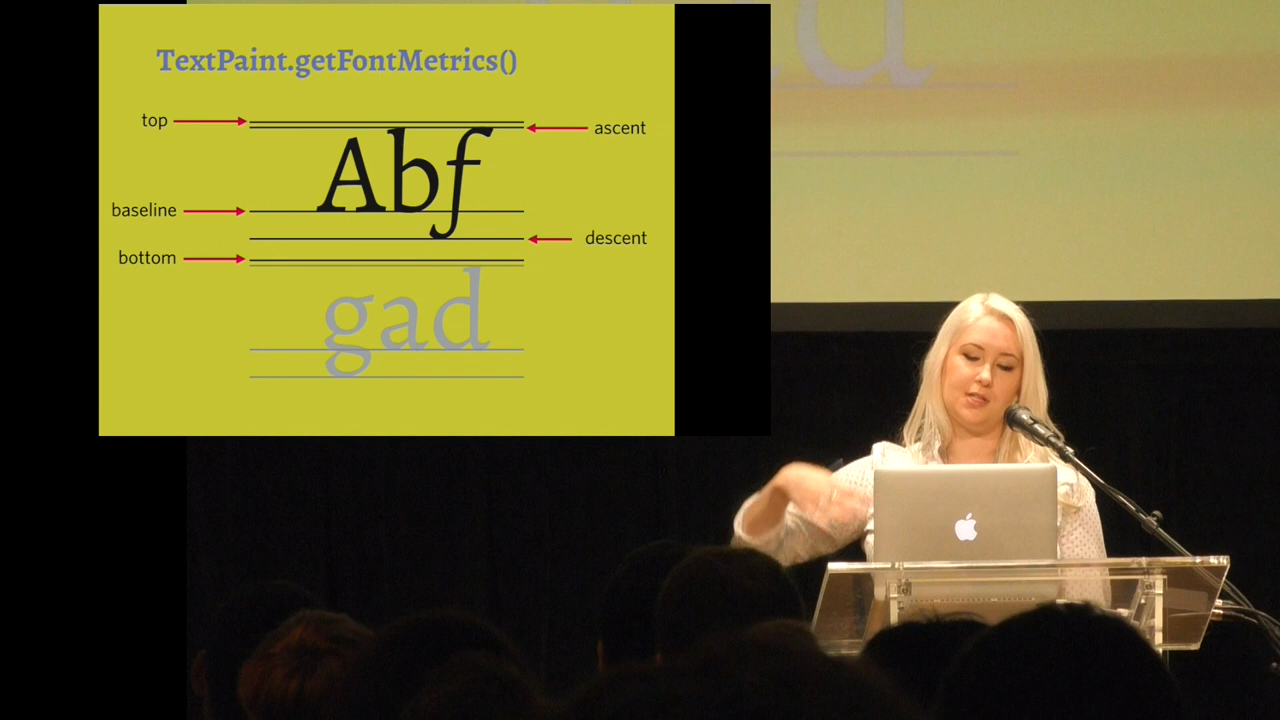 TextPaint.getFontMetrics()
top
ascent
Abf
baseline
descent
bottom
gad